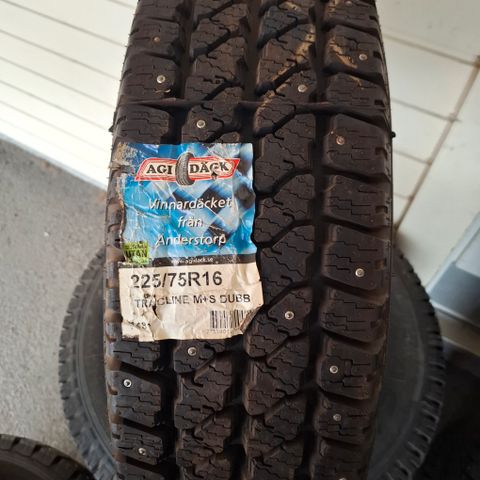 AGI DÄCK
Vinnardäcket
från
Anderstorp
www.agidack.se
225/75R16
TRACLINE M+S DUBB